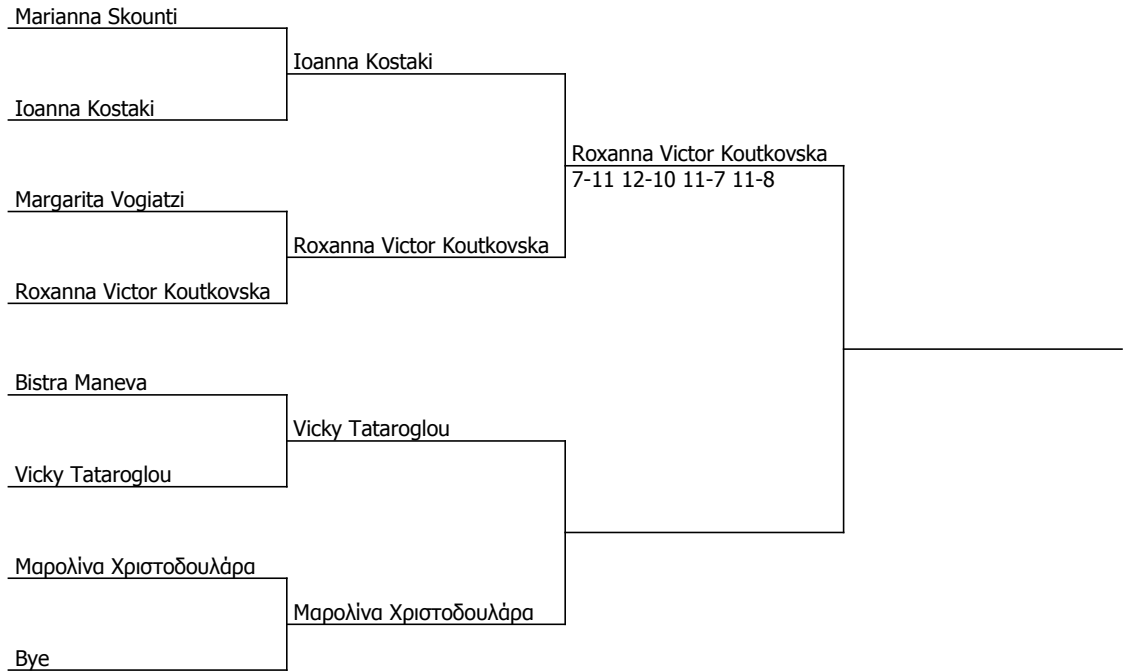 Marianna Skounti
Ioanna Kostaki
Ioanna Kostaki
Roxanna Victor Koutkovska
7-11 12-10 11-7 11-8
Margarita Vogiatzi
Roxanna Victor Koutkovska
Roxanna Victor Koutkovska
Bistra Maneva
Vicky Tataroglou
Vicky Tataroglou
Μαρολίνα Χριστοδουλάρα
Μαρολίνα Χριστοδουλάρα
Bye